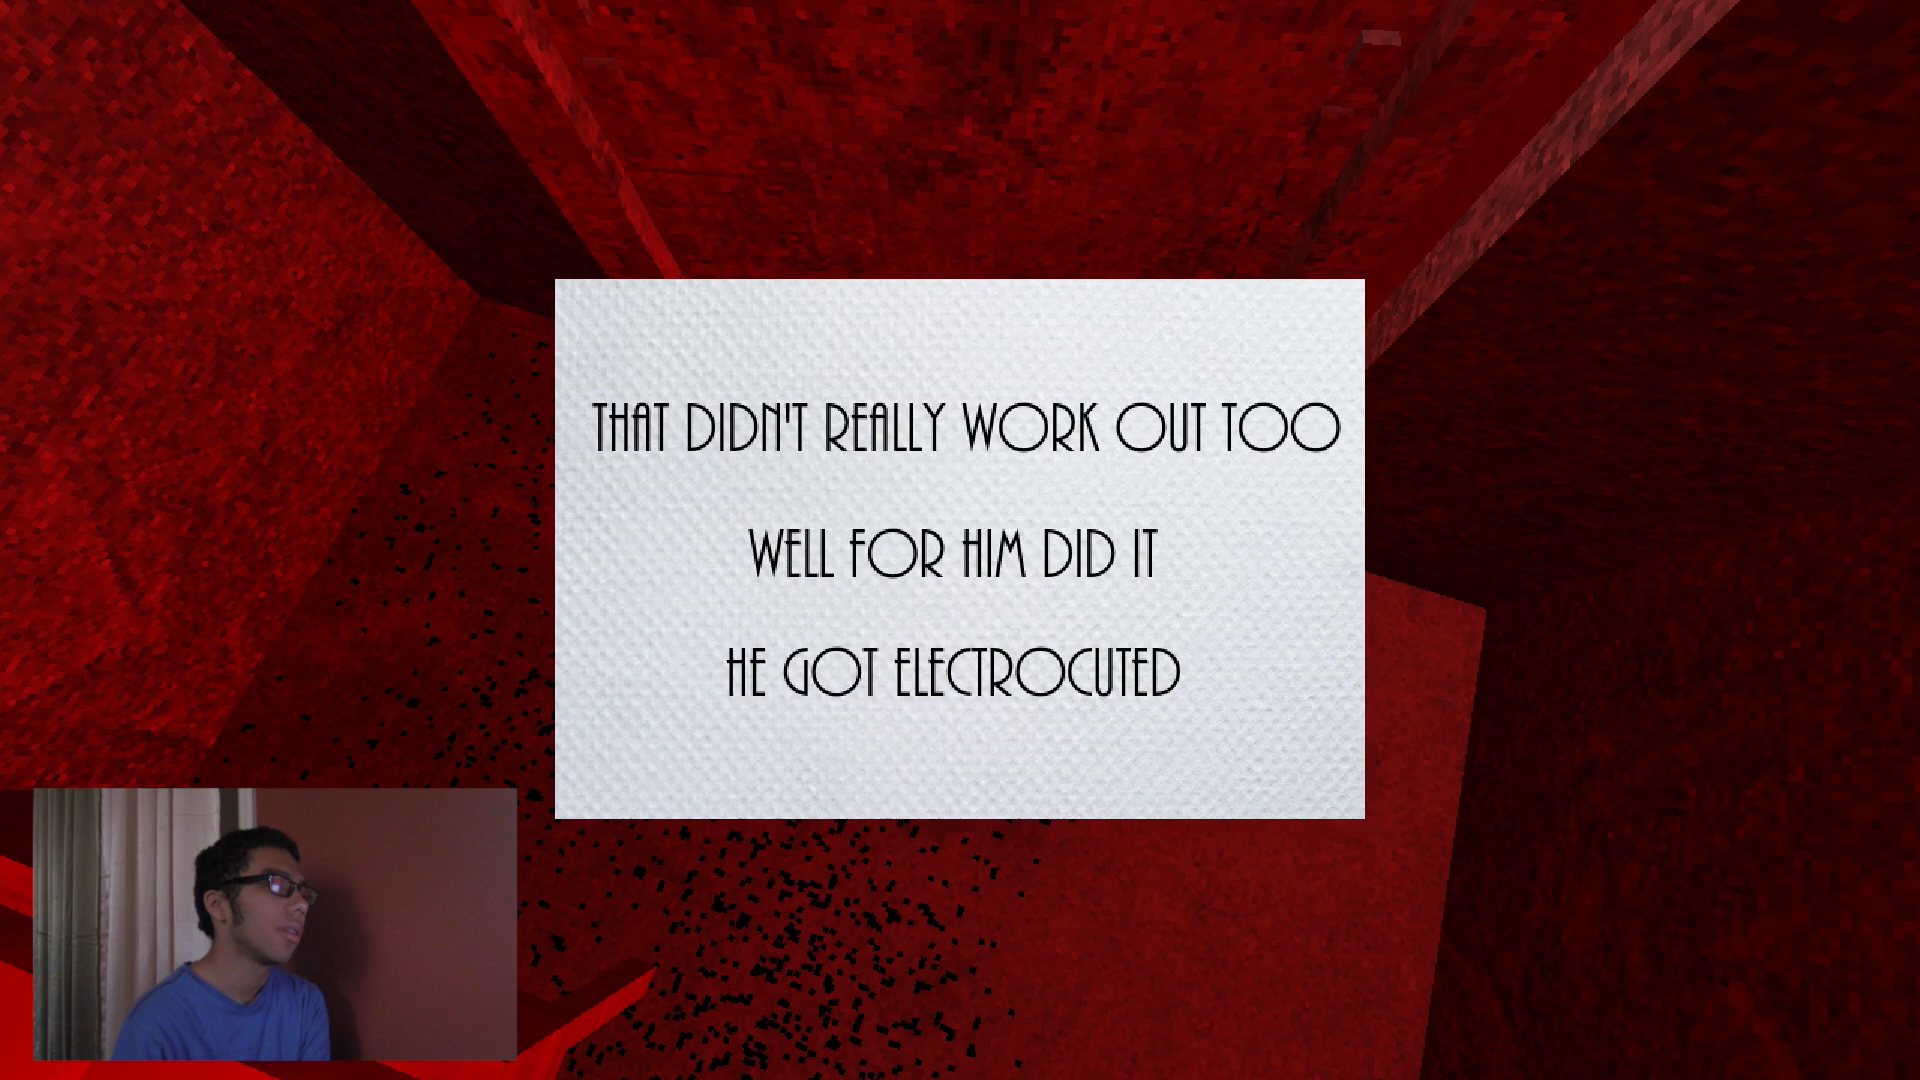 THAT DIDN'T REALLY WORK OUT TOO
WELL FOR HIM DID IT
HE GOT ELECTROCUTED